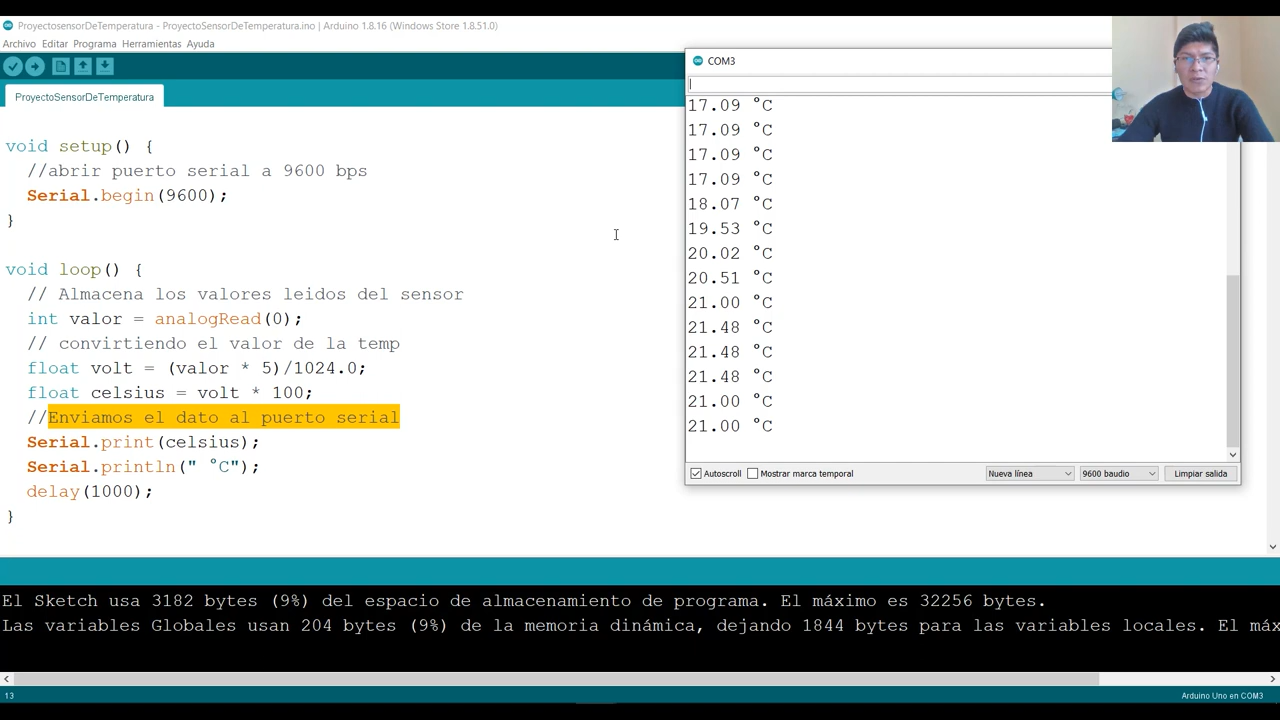 ProyectosensorDeTemperatura - ProyectoSensorDeTemperatura.ino | Arduino 1.8.16 (Windows Store 1.8.51.0)
Archivo Editar Programa Herramientas Ayuda
ProyectoSensorDeTemperatura
void setup() {
//abrir puerto serial a 9600 bps
Serial.begin(9600);
}
void loop() {
// Almacena los valores leidos del sensor
int valor = analogRead(0);
// convirtiendo el valor de la temp
float volt = (valor * 5)/1024.0;
float celsius = volt * 100;
//Enviamos el dato al puerto serial
Serial.print(celsius);
Serial.println(" °C");
delay(1000);
}
COM3
17.09 °C
17.09 °C
17.09 °C
17.09 °C
18.07 °C
19.53 °C
20.02 °C
20.51 °C
21.00 °C
21.48 °C
21.48 °C
21.48 °C
21.00 °C
21.00 °C
Autoscroll Mostrar marca temporal Nueva línea 9600 baudio Limpiar salida
El Sketch usa 3182 bytes (9%) del espacio de almacenamiento de programa. El máximo es 32256 bytes.
Las variables Globales usan 204 bytes (9%) de la memoria dinámica, dejando 1844 bytes para las variables locales. El máx
13 Arduino Uno en COM3